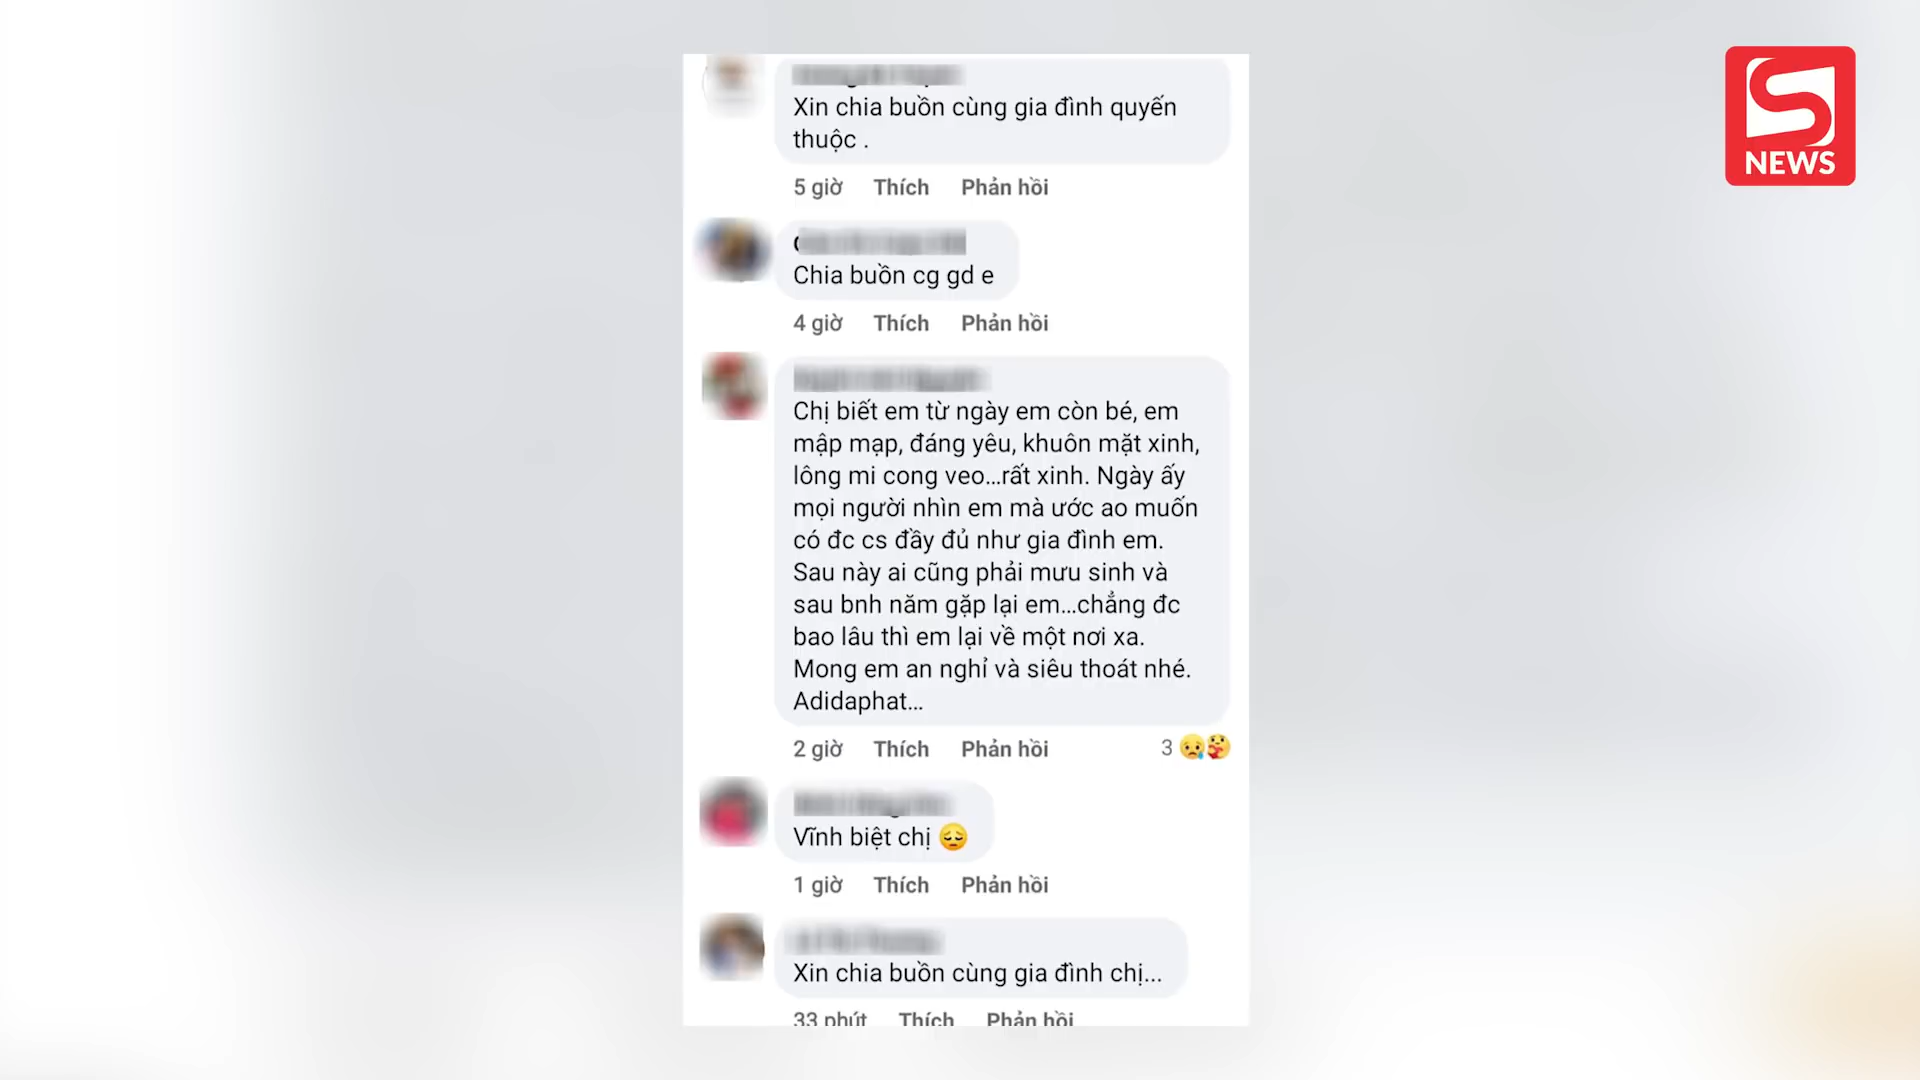 Xin chia buồn cùng gia đình quyến
thuộc .
5 giờ Thích Phản hồi
Chia buồn cg gd e
4 giờ Thích Phản hồi
Chị biết em từ ngày em còn bé, em
mập mạp, đáng yêu, khuôn mặt xinh,
lông mi cong veo...rất xinh. Ngày ấy
mọi người nhìn em mà ước ao muốn
có đc cs đầy đủ như gia đình em.
Sau này ai cũng phải mưu sinh và
sau bnh năm gặp lại em...chẳng đc
bao lâu thì em lại về một nơi xa.
Mong em an nghỉ và siêu thoát nhé.
Adidaphat...
2 giờ Thích Phản hồi 3
Vĩnh biệt chị 😔
1 giờ Thích Phản hồi
Xin chia buồn cùng gia đình chị...
33 phút Thích Phản hồi
S NEWS